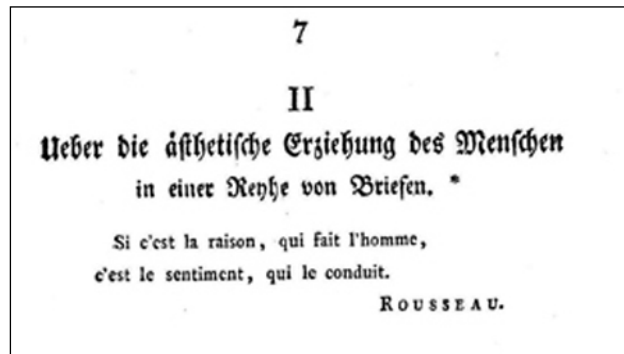 7
II
Ueber die ästhetische Erziehung des Menschen
in einer Reyhe von Briefen. *
Si c'est la raison, qui fait l'homme,
c'est le sentiment, qui le conduit.
ROUSSEAU.